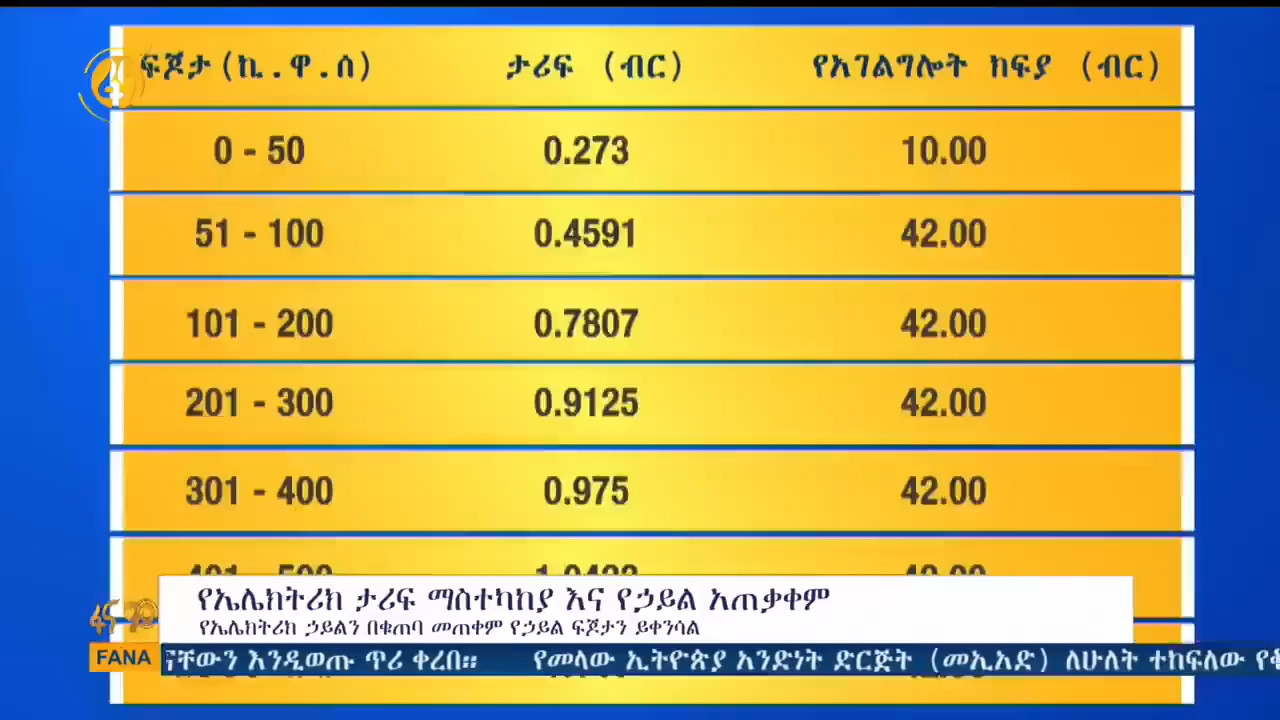 ፍጆታ(ኪ.ዋ.ሰ) ታሪፍ (ብር) የአገልግሎት ክፍያ (ብር)
0 - 50 0.273 10.00
51 - 100 0.4591 42.00
101 - 200 0.7807 42.00
201 - 300 0.9125 42.00
301 - 400 0.975 42.00
የኤሌክትሪክ ታሪፍ ማስተካከያ እና የኃይል አጠቃቀም
የኤሌክትሪክ ኃይልን በቁጠባ መጠቀም የኃይል ፍጆታን ይቀንሳል
ፋና
FANA
እንዲወጡ ጥሪ ቀረበ። የመላው ኢትዮጵያ አንድነት ድርጅት (መኢአድ) ለሁለት ተከፍለው